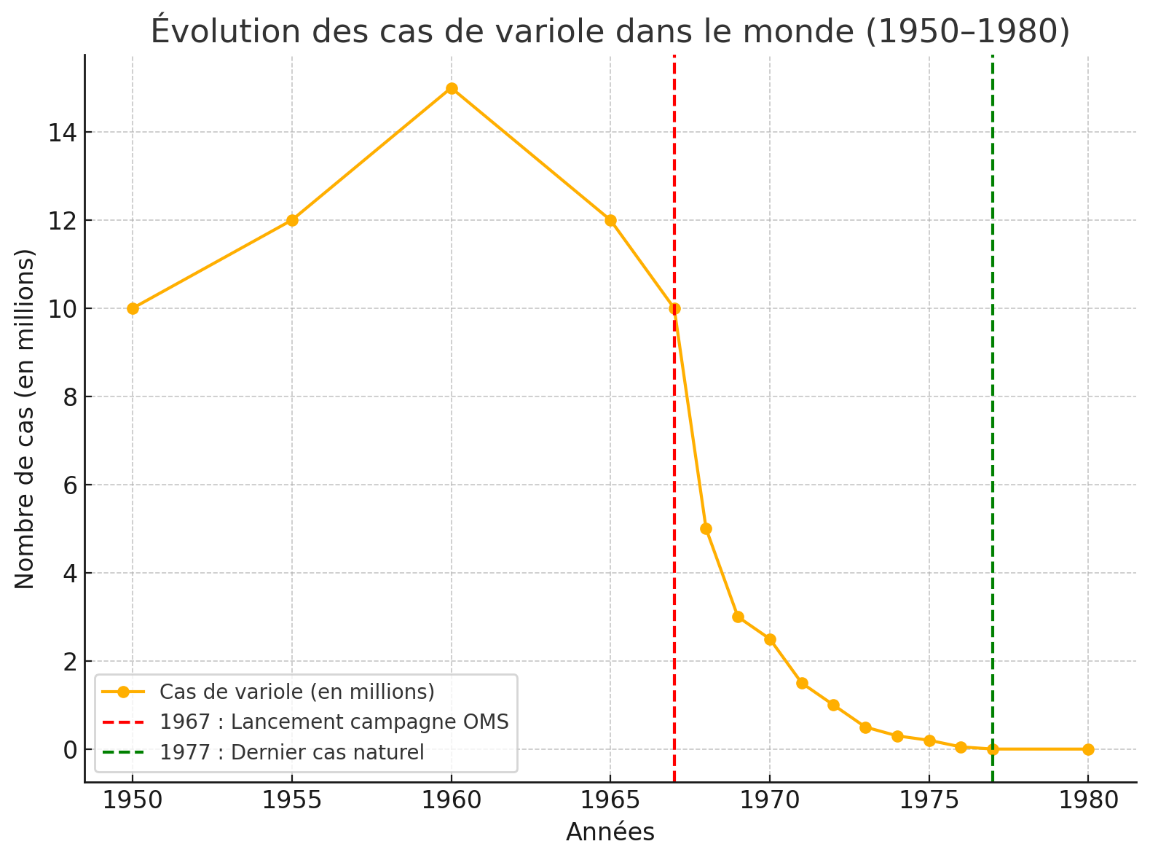 Évolution des cas de variole dans le monde (1950–1980)
Nombre de cas (en millions)
14
12
10
8
6
4
2
0
Cas de variole (en millions)
1967 : Lancement campagne OMS
1977 : Dernier cas naturel
1950 1955 1960 1965 1970 1975 1980
Années